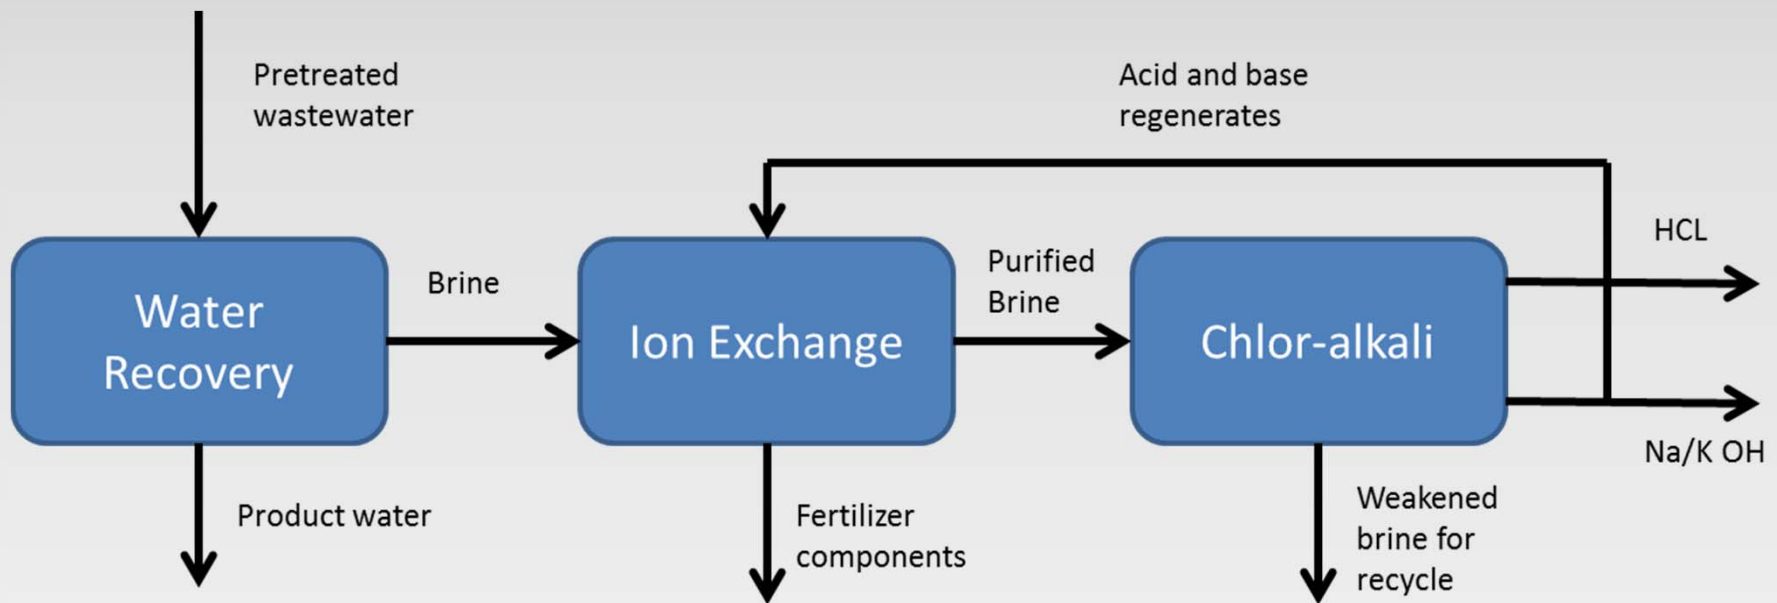 Pretreated
wastewater
Acid and base
regenerates
Water
Recovery
Brine
Ion Exchange
Purified
Brine
Chlor-alkali
HCL
Na/K OH
Product water
Fertilizer
components
Weakened
brine for
recycle